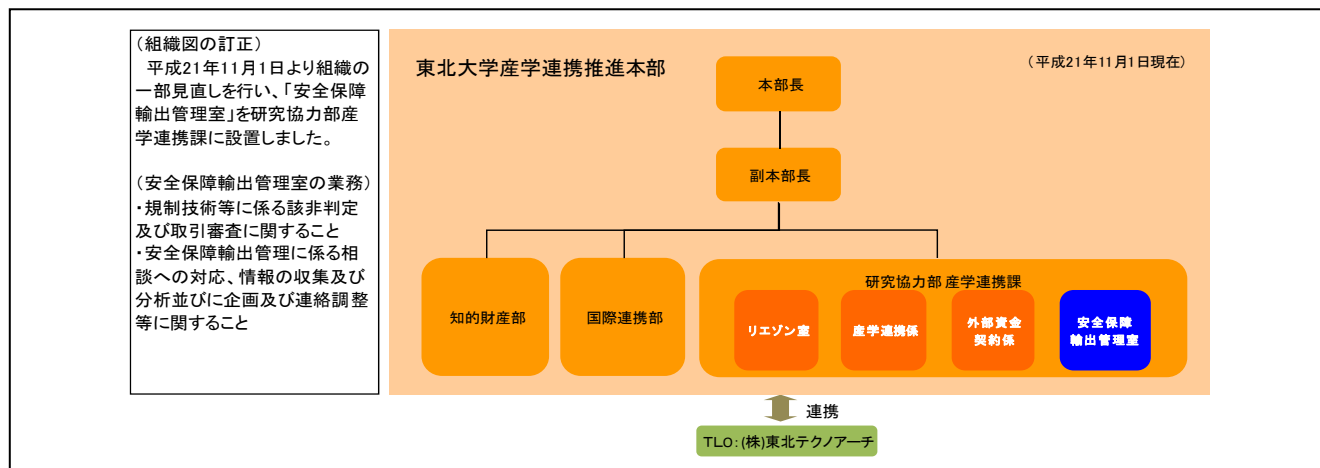 (組織図の訂正)
平成21年11月1日より組織の
一部見直しを行い、「安全保障
輸出管理室」を研究協力部産
学連携課に設置しました。
(安全保障輸出管理室の業務)
・規制技術等に係る該非判定
及び取引審査に関すること
・安全保障輸出管理に係る相
談への対応、情報の収集及び
分析並びに企画及び連絡調整
等に関すること
東北大学産学連携推進本部
(平成21年11月1日現在)
本部長
副本部長
知的財産部
国際連携部
研究協力部 産学連携課
リエゾン室
産学連携係
外部資金
契約係
安全保障
輸出管理室
連携
TLO:(株)東北テクノアーチ